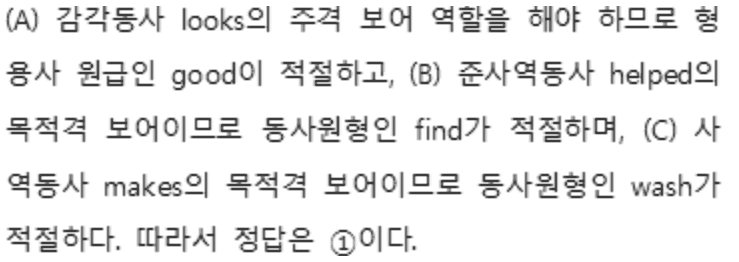 (A) 감각동사 looks의 주격 보어 역할을 해야 하므로 형
용사 원급인 good이 적절하고, (B) 준사역동사 helped의
목적격 보어이므로 동사원형인 find가 적절하며, (C) 사
역동사 makes의 목적격 보어이므로 동사원형인 wash가
적절하다. 따라서 정답은 ①이다.